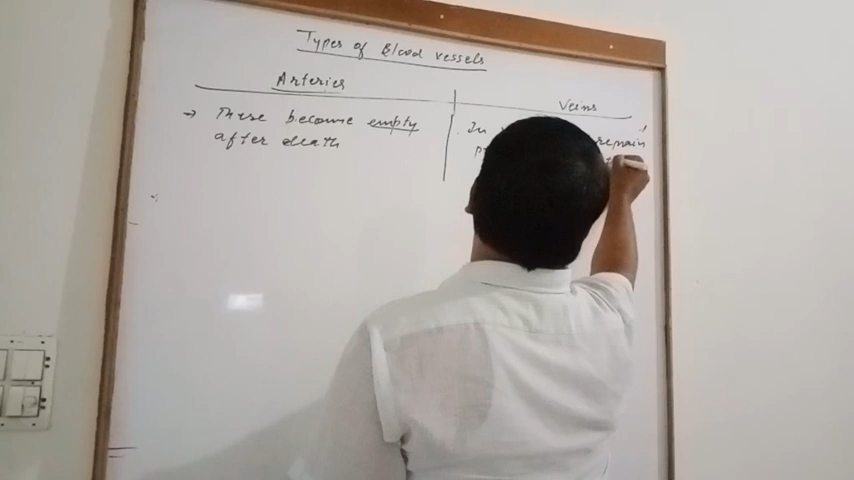 Types of Blood vessels
Arteries
Veins
→ These become empty
after death
. In
remain